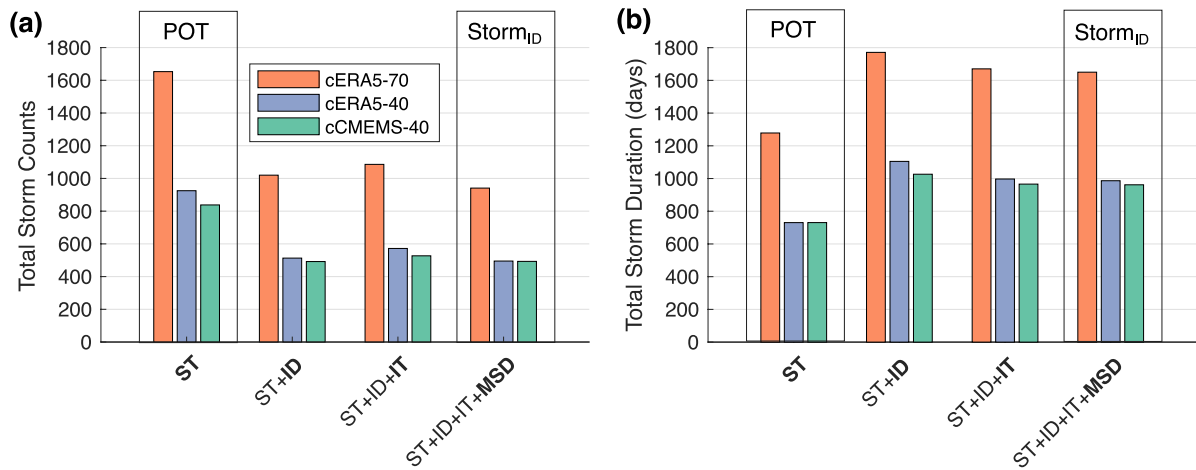 (a)
POT
Storm_ID
1800
1600
1400
1200
1000
800
600
400
200
0
Total Storm Counts
cERA5-70
cERA5-40
cCMEMS-40
ST
ST+ID
ST+ID+IT
ST+ID+IT+MSD
(b)
POT
Storm_ID
1800
1600
1400
1200
1000
800
600
400
200
0
Total Storm Duration (days)
ST
ST+ID
ST+ID+IT
ST+ID+IT+MSD